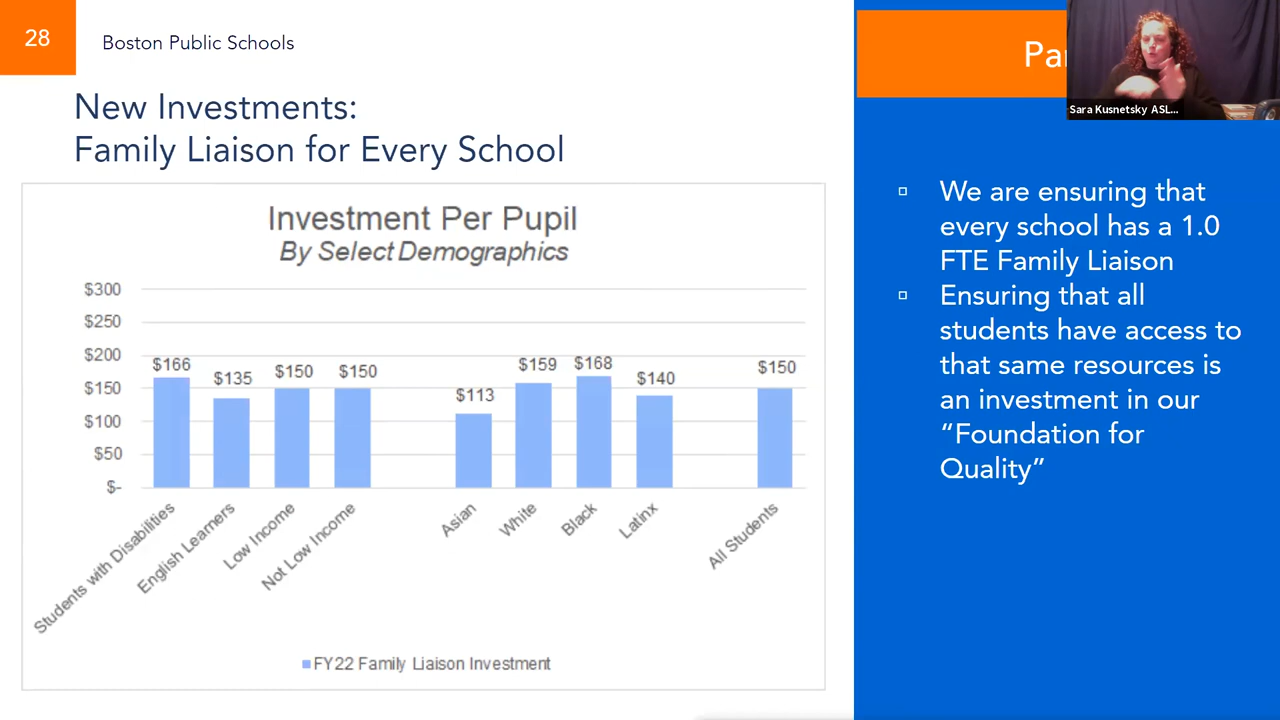 28
Boston Public Schools
New Investments:
Family Liaison for Every School
Investment Per Pupil
By Select Demographics
$300
$250
$200
$150
$100
$50
$-
$166
$135
$150
$150
$113
$159
$168
$140
$150
Students with Disabilities
English Learners
Low Income
Not Low Income
Asian
White
Black
Latinx
All Students
FY22 Family Liaison Investment
Sara Kusnetsky ASL...
▫ We are ensuring that
every school has a 1.0
FTE Family Liaison
▫ Ensuring that all
students have access to
that same resources is
an investment in our
“Foundation for
Quality”